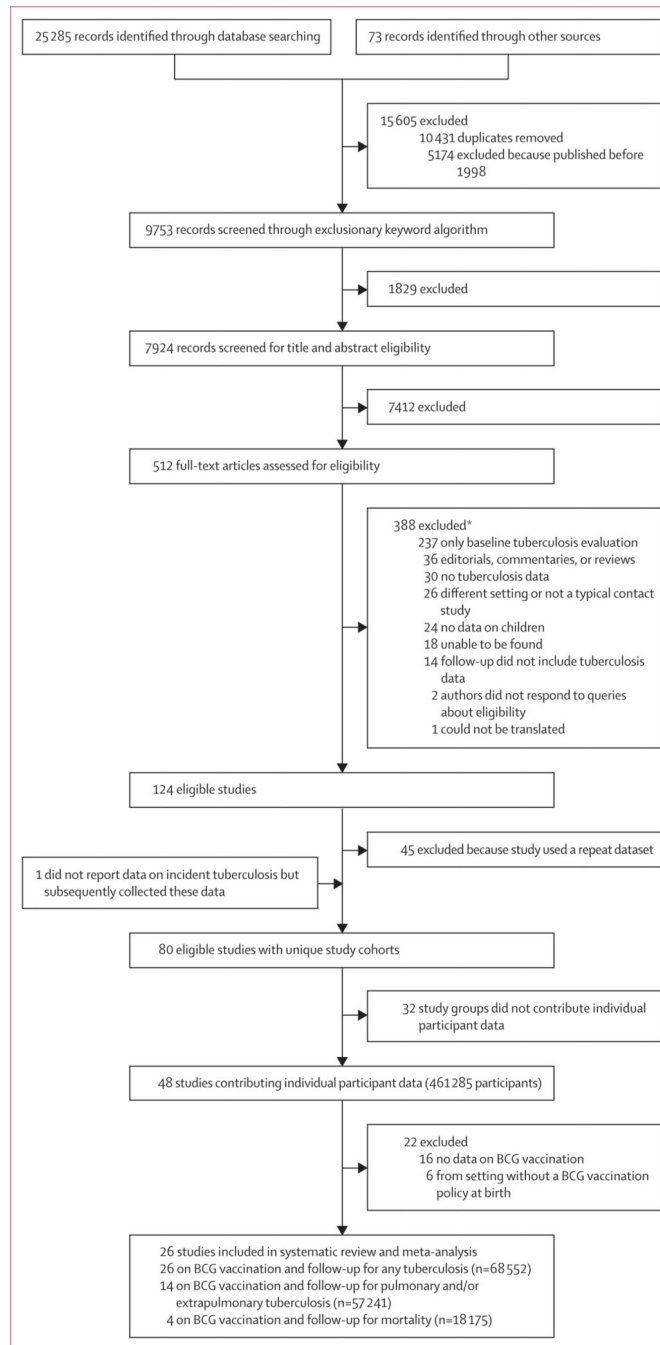 25 285 records identified through database searching
73 records identified through other sources
15 605 excluded
10 431 duplicates removed
5174 excluded because published before
1998
9753 records screened through exclusionary keyword algorithm
1829 excluded
7924 records screened for title and abstract eligibility
7412 excluded
512 full-text articles assessed for eligibility
388 excluded*
237 only baseline tuberculosis evaluation
36 editorials, commentaries, or reviews
30 no tuberculosis data
26 different setting or not a typical contact
study
24 no data on children
18 unable to be found
14 follow-up did not include tuberculosis
data
2 authors did not respond to queries
about eligibility
1 could not be translated
124 eligible studies
45 excluded because study used a repeat dataset
1 did not report data on incident tuberculosis but
subsequently collected these data
80 eligible studies with unique study cohorts
32 study groups did not contribute individual
participant data
48 studies contributing individual participant data (461 285 participants)
22 excluded
16 no data on BCG vaccination
6 from setting without a BCG vaccination
policy at birth
26 studies included in systematic review and meta-analysis
26 on BCG vaccination and follow-up for any tuberculosis (n=68 552)
14 on BCG vaccination and follow-up for pulmonary and/or
extrapulmonary tuberculosis (n=57 241)
4 on BCG vaccination and follow-up for mortality (n=18 175)